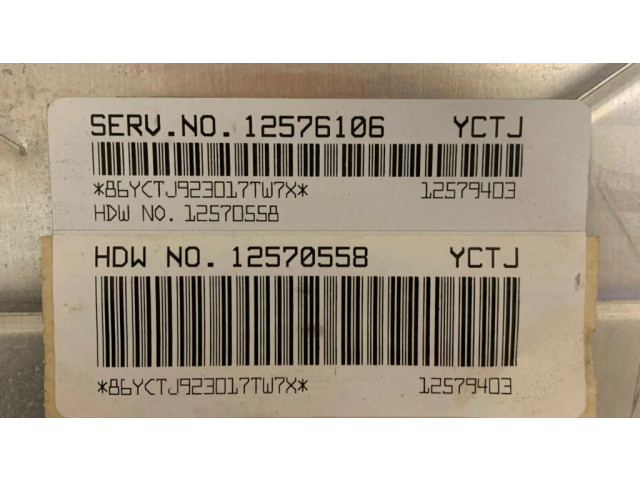 SERV.NO. 12576106 YCTJ
*86YCTJ923017TW7X* 12579403
HDW NO. 12570558
HDW NO. 12570558 YCTJ
*86YCTJ923017TW7X* 12579403